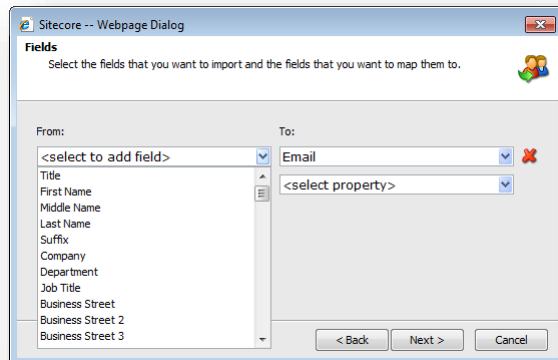 Sitecore -- Webpage Dialog
Fields
Select the fields that you want to import and the fields that you want to map them to.
From:
To:
<select to add field>
Email
Title
<select property>
First Name
Middle Name
Last Name
Suffix
Company
Department
Job Title
Business Street
Business Street 2
Business Street 3
< Back
Next >
Cancel